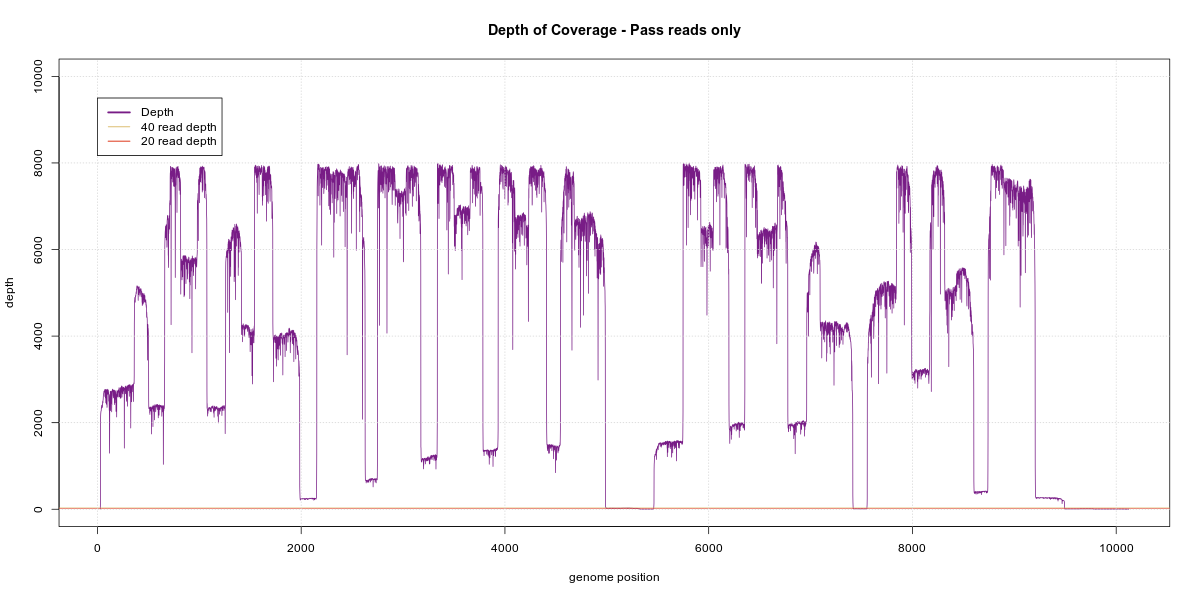 Depth of Coverage - Pass reads only
depth
10000
8000
6000
4000
2000
0
Depth
40 read depth
20 read depth
0 2000 4000 6000 8000 10000
genome position